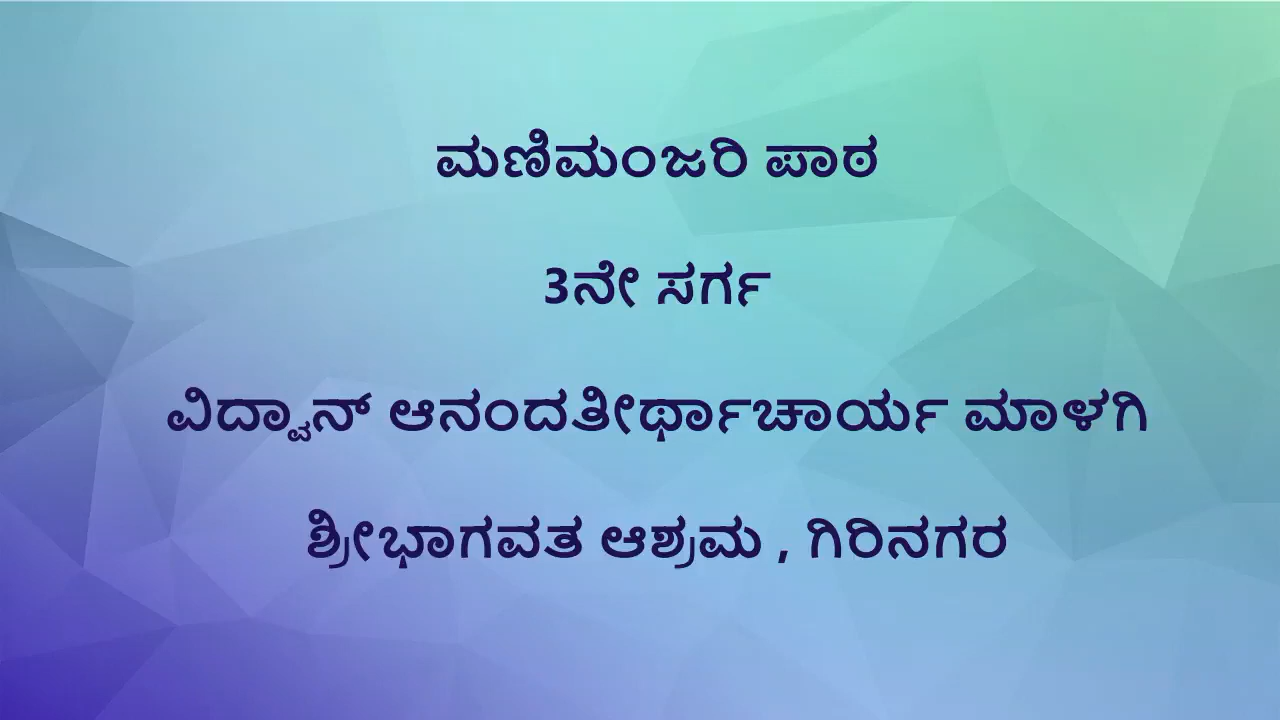 ಮಣಿಮಂಜರಿ ಪಾಠ
3ನೇ ಸರ್ಗ
ವಿದ್ವಾನ್ ಆನಂದತೀರ್ಥಾಚಾರ್ಯ ಮಾಳಗಿ
ಶ್ರೀಭಾಗವತ ಆಶ್ರಮ , ಗಿರಿನಗರ